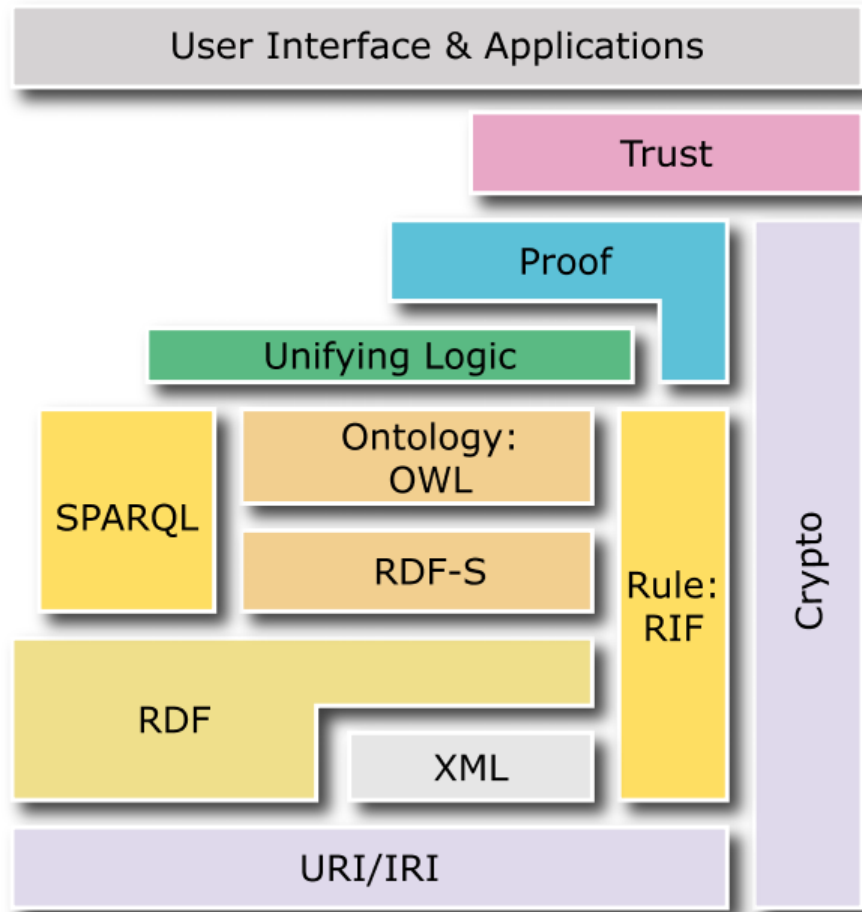 User Interface & Applications
Trust
Proof
Unifying Logic
Ontology:
OWL
SPARQL
RDF-S
Rule:
RIF
Crypto
RDF
XML
URI/IRI